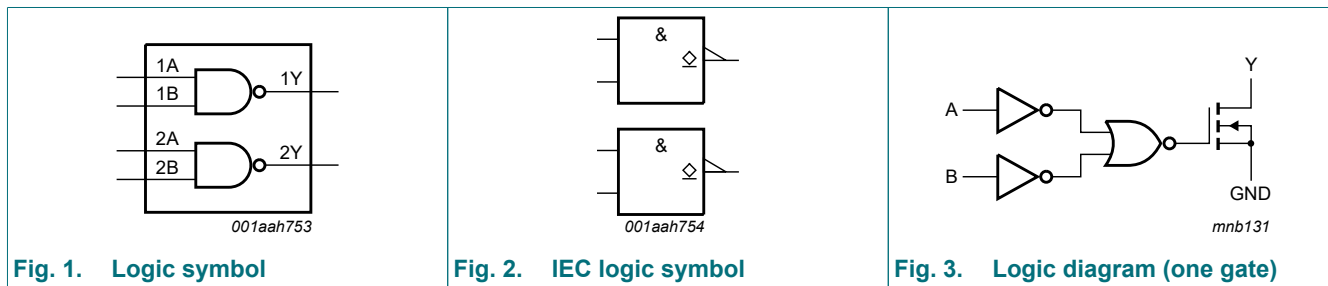 1A
1B
1Y
2A
2B
2Y
001aah753
Fig. 1. Logic symbol
&
&
001aah754
Fig. 2. IEC logic symbol
A
B
Y
GND
mnb131
Fig. 3. Logic diagram (one gate)